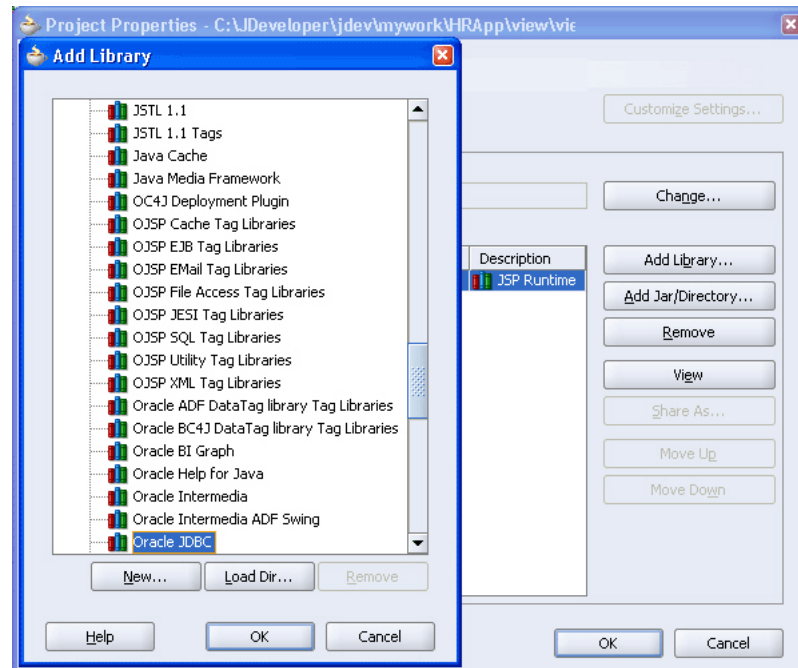 Project Properties - C:\JDeveloper\jdev\mywork\HRApp\view\vie
Add Library
JSTL 1.1
JSTL 1.1 Tags
Java Cache
Java Media Framework
OC4J Deployment Plugin
OJSP Cache Tag Libraries
OJSP EJB Tag Libraries
OJSP EMail Tag Libraries
OJSP File Access Tag Libraries
OJSP JESI Tag Libraries
OJSP SQL Tag Libraries
OJSP Utility Tag Libraries
OJSP XML Tag Libraries
Oracle ADF DataTag library Tag Libraries
Oracle BC4J DataTag library Tag Libraries
Oracle BI Graph
Oracle Help for Java
Oracle Intermedia
Oracle Intermedia ADF Swing
Oracle JDBC
New... Load Dir... Remove
Help OK Cancel
Customize Settings...
Change...
Description
JSP Runtime
Add Library...
Add Jar/Directory...
Remove
View
Share As...
Move Up
Move Down
OK Cancel